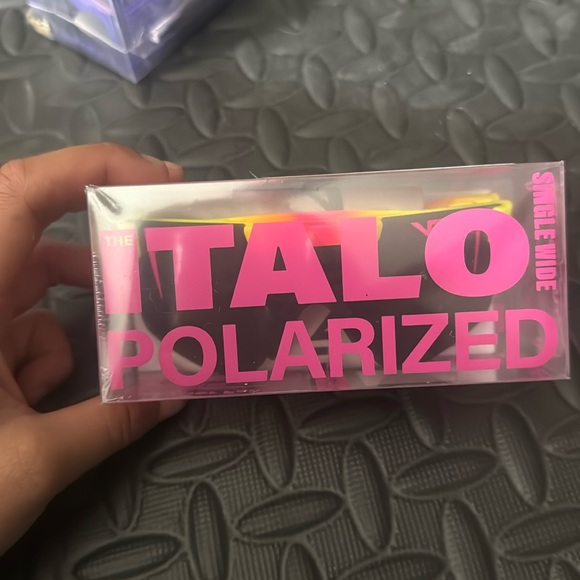 THE
ITALO
POLARIZED
SINGLE WIDE